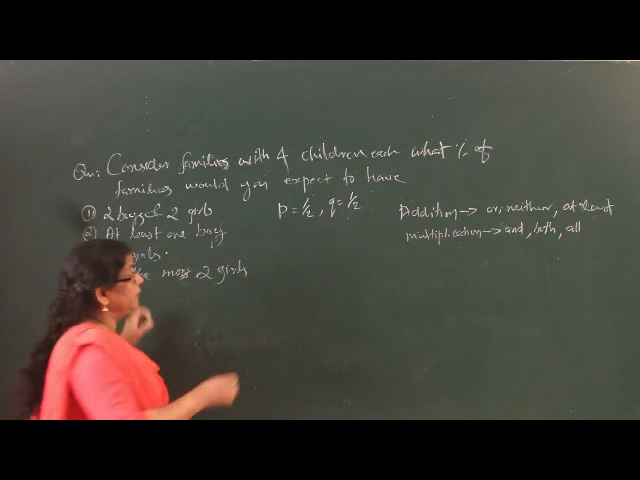 Qn: Consider families with 4 children each what % of
families would you expect to have
① 2 boys & 2 girls
② At least one boy
girls.
most 2 girls
p = 1/2, q = 1/2
Addition → or, neither, at least
multiplication → and, both, all